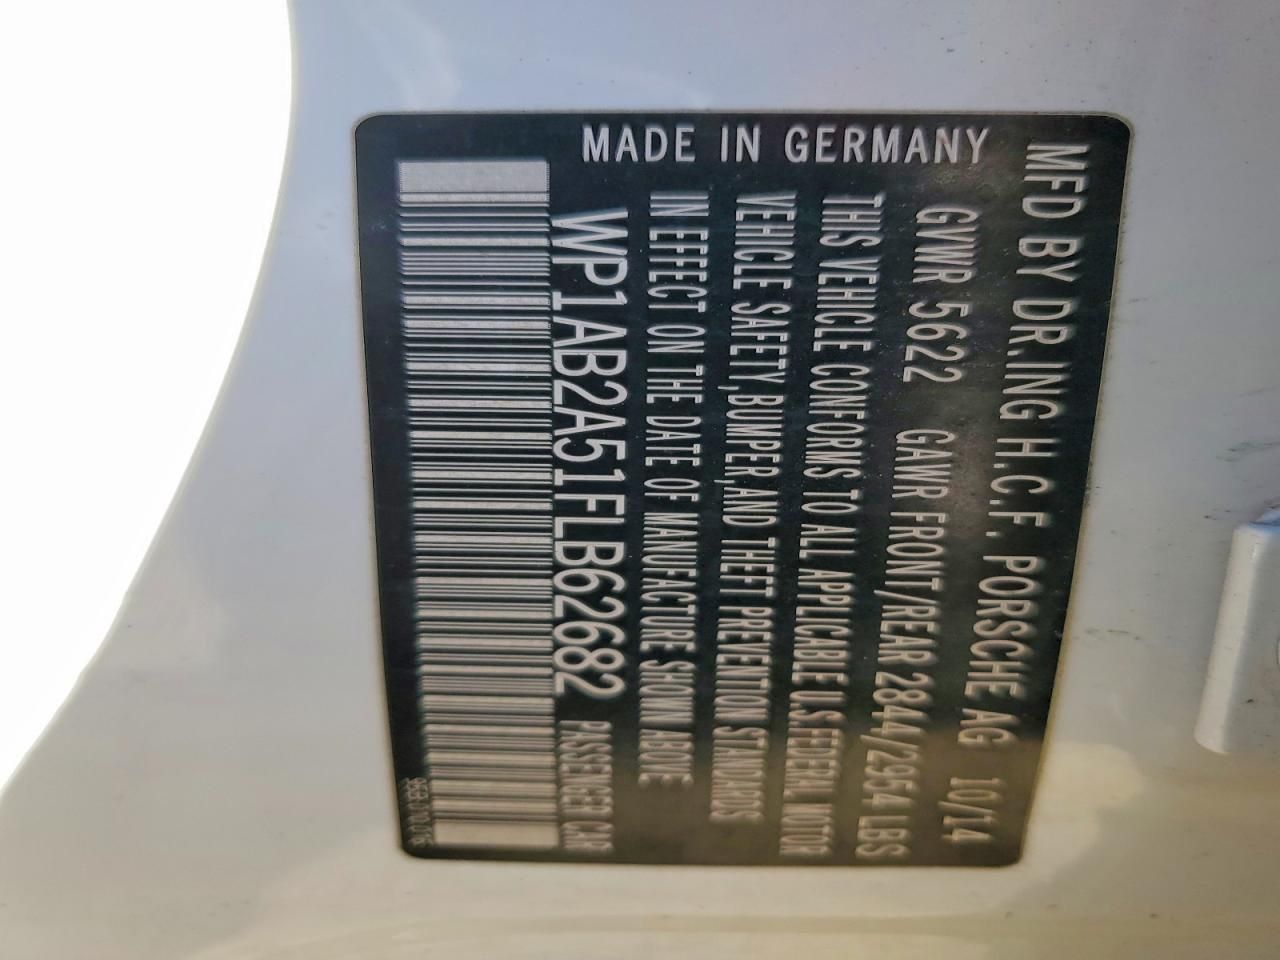 MADE IN GERMANY
MFD BY DR.ING H.C.F. PORSCHE AG 10/14
GVWR 5622 GAWR FRONT/REAR 2844/2954 LBS
THIS VEHICLE CONFORMS TO ALL APPLICABLE U.S.FEDERAL MOTOR
VEHICLE SAFETY,BUMPER,AND THEFT PREVENTION STANDARDS
IN EFFECT ON THE DATE OF MANUFACTURE SHOWN ABOVE
WP1AB2A51FLB62682 PASSENGER CAR